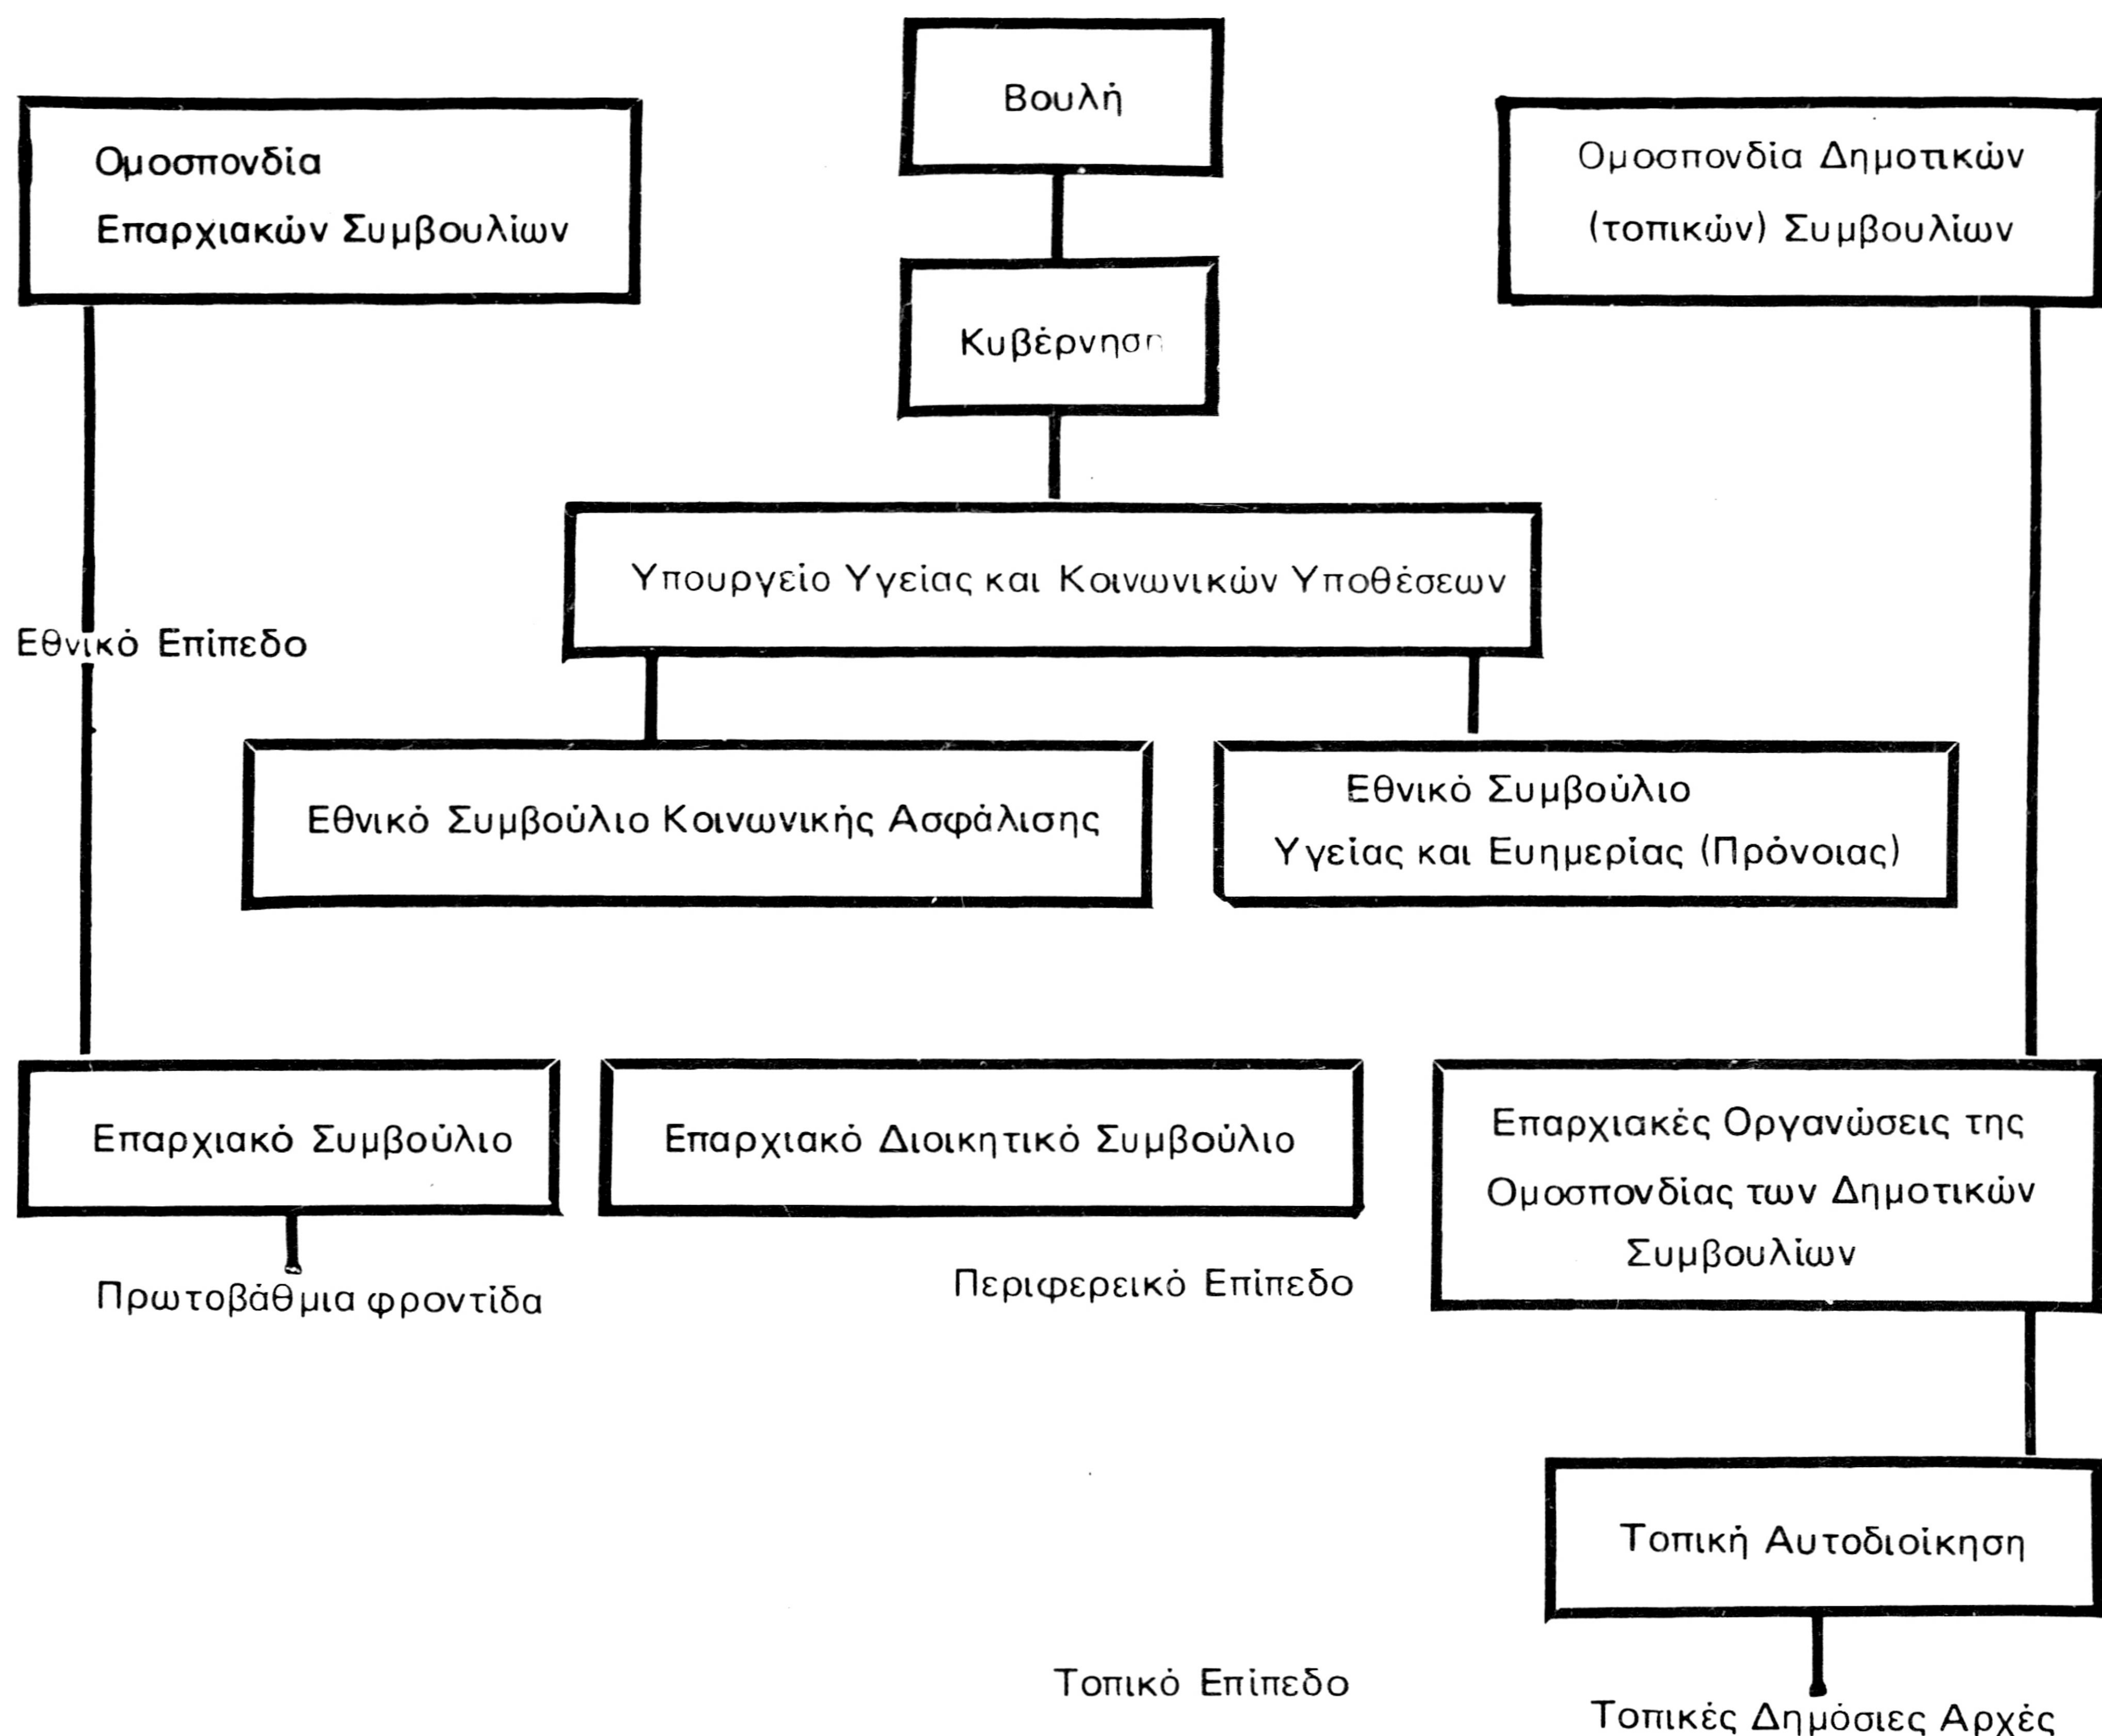 Βουλή
Ομοσπονδία
Επαρχιακών Συμβουλίων
Ομοσπονδία Δημοτικών
(τοπικών) Συμβουλίων
Κυβέρνηση
Υπουργείο Υγείας και Κοινωνικών Υποθέσεων
Εθνικό Επίπεδο
Εθνικό Συμβούλιο Κοινωνικής Ασφάλισης
Εθνικό Συμβούλιο
Υγείας και Ευημερίας (Πρόνοιας)
Επαρχιακό Συμβούλιο
Επαρχιακό Διοικητικό Συμβούλιο
Επαρχιακές Οργανώσεις της
Ομοσπονδίας των Δημοτικών
Συμβουλίων
Πρωτοβάθμια φροντίδα
Περιφερεικό Επίπεδο
Τοπική Αυτοδιοίκηση
Τοπικό Επίπεδο
Τοπικές Δημόσιες Αρχές